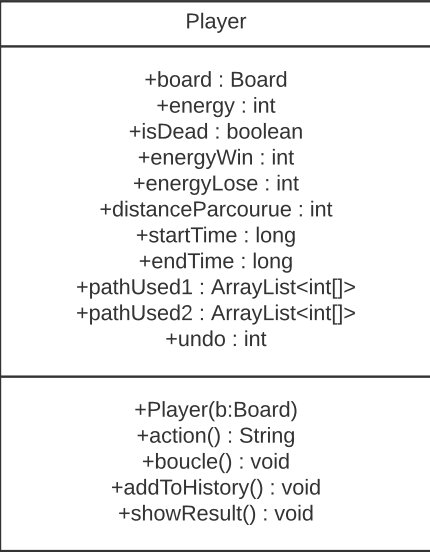 Player
+board : Board
+energy : int
+isDead : boolean
+energyWin : int
+energyLose : int
+distanceParcourue : int
+startTime : long
+endTime : long
+pathUsed1 : ArrayList<int[]>
+pathUsed2 : ArrayList<int[]>
+undo : int
+Player(b:Board)
+action() : String
+boucle() : void
+addToHistory() : void
+showResult() : void